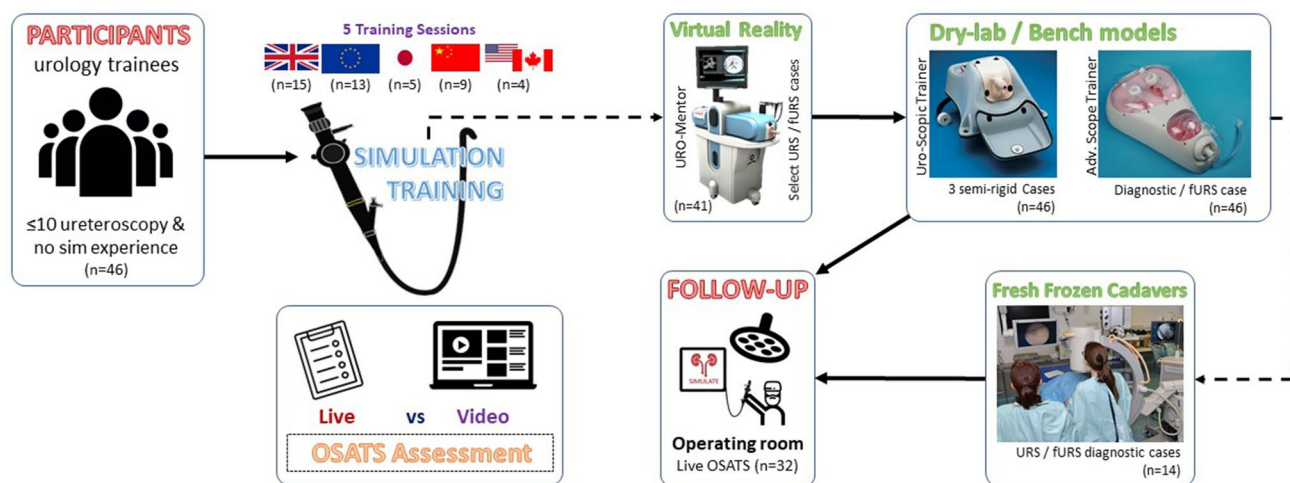 PARTICIPANTS
urology trainees
≤10 ureteroscopy &
no sim experience
(n=46)
5 Training Sessions
(n=15) (n=13) (n=5) (n=9) (n=4)
SIMULATION
TRAINING
Live vs Video
OSATS Assessment
Virtual Reality
URO-Mentor
Select URS / fURS cases
(n=41)
Dry-lab / Bench models
Uro-Scopic Trainer
3 semi-rigid Cases
(n=46)
Adv. Scope Trainer
Diagnostic / fURS case
(n=46)
FOLLOW-UP
SIMULATE
Operating room
Live OSATS (n=32)
Fresh Frozen Cadavers
URS / fURS diagnostic cases
(n=14)